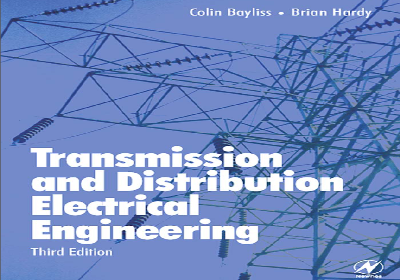 Colin Bayliss • Brian Hardy
Transmission
and Distribution
Electrical
Engineering
Third Edition